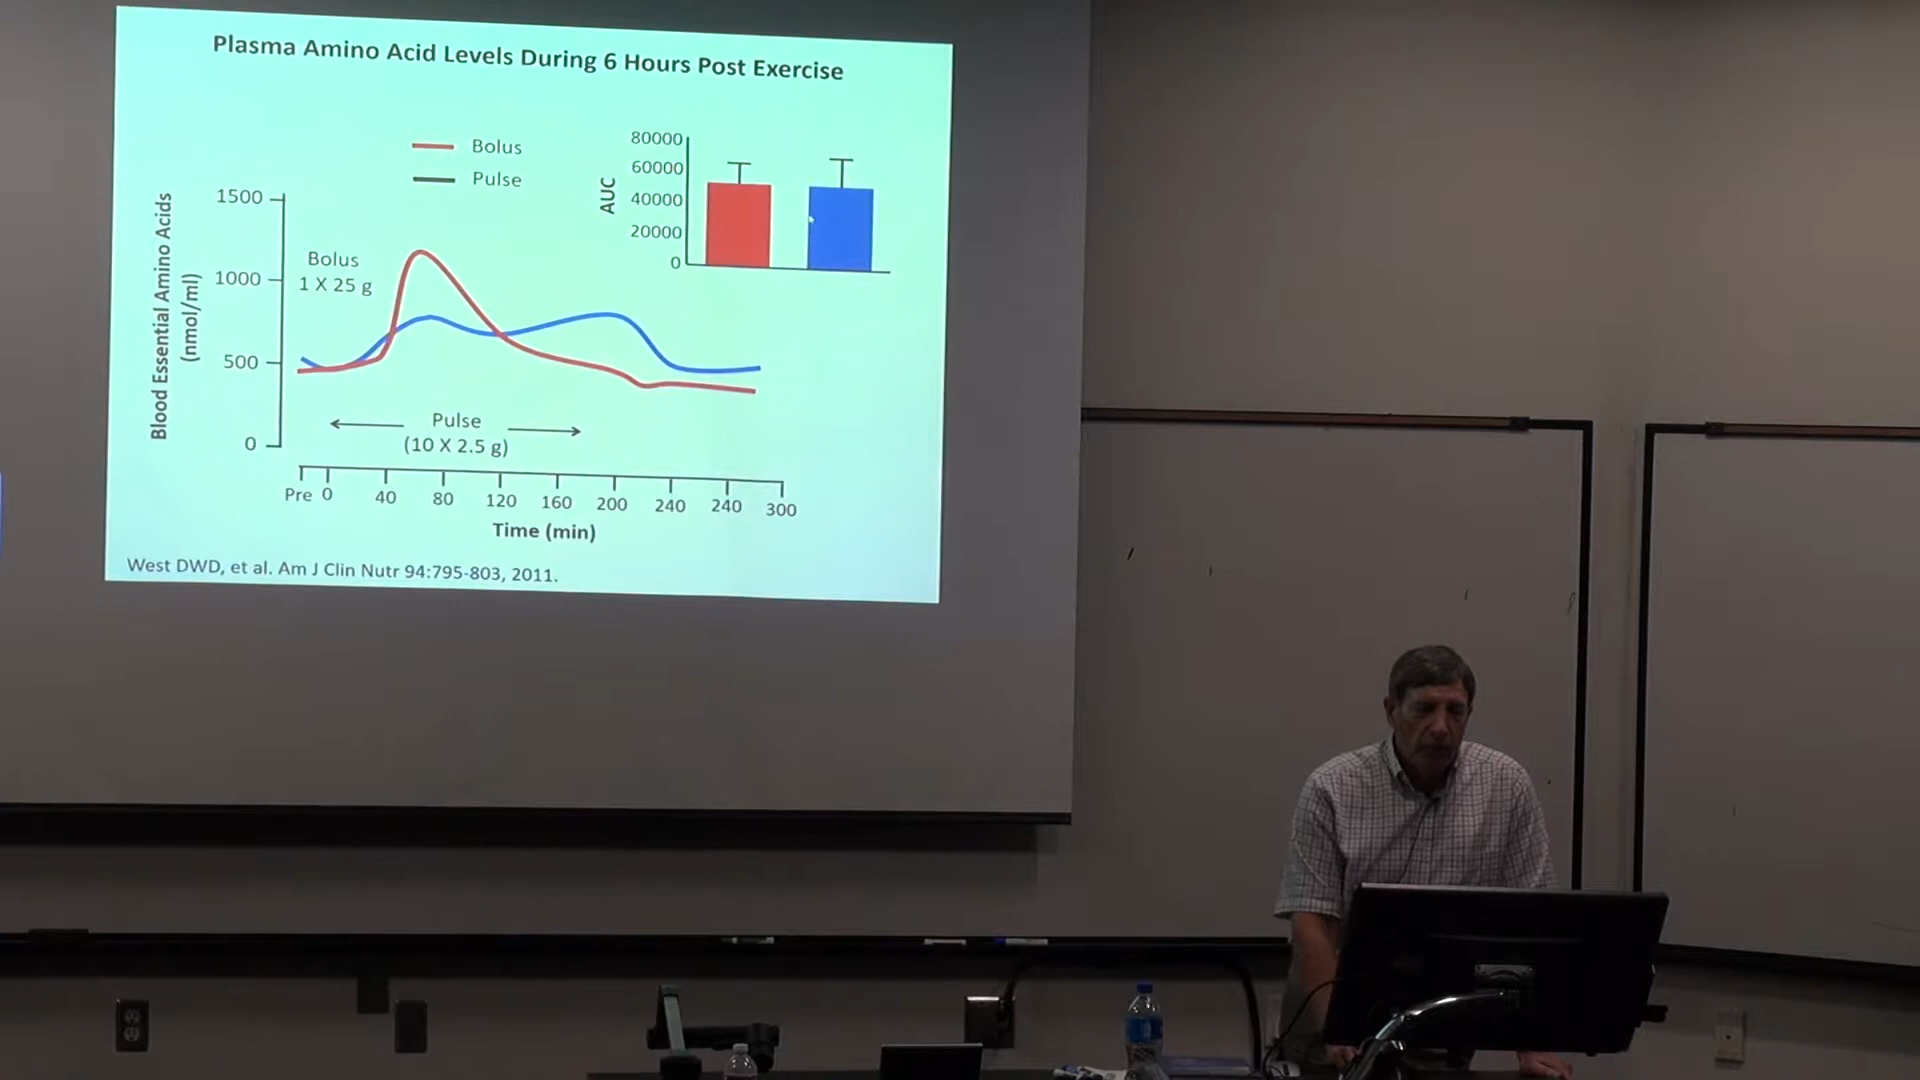 Plasma Amino Acid Levels During 6 Hours Post Exercise
Bolus
Pulse
80000
60000
40000
20000
0
AUC
1500
1000
500
0
Blood Essential Amino Acids
(nmol/ml)
Bolus
1 X 25 g
Pulse
(10 X 2.5 g)
Pre 0 40 80 120 160 200 240 240 300
Time (min)
West DWD, et al. Am J Clin Nutr 94:795-803, 2011.